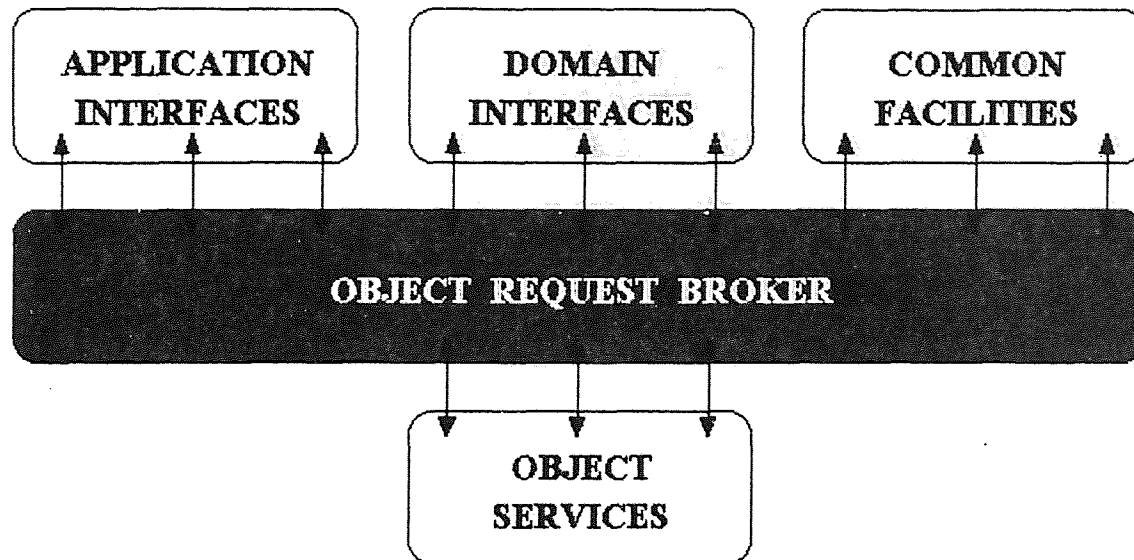 APPLICATION
INTERFACES
DOMAIN
INTERFACES
COMMON
FACILITIES
OBJECT REQUEST BROKER
OBJECT
SERVICES